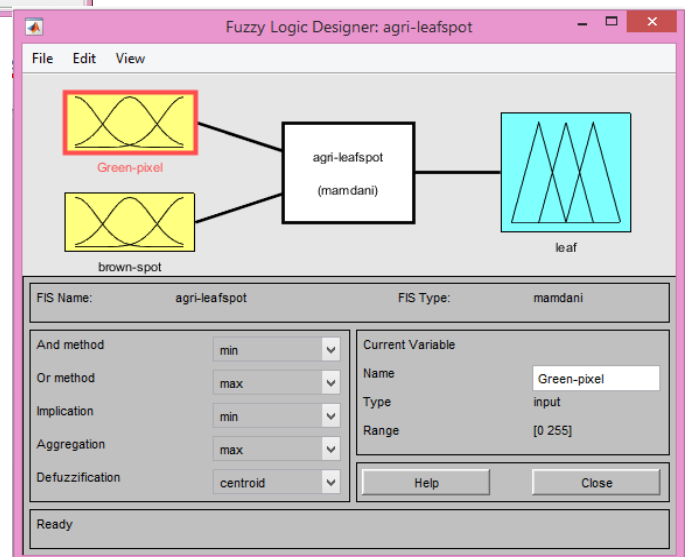 Fuzzy Logic Designer: agri-leafspot
File Edit View
Green-pixel
brown-spot
agri-leafspot
(mamdani)
leaf
FIS Name: agri-leafspot FIS Type: mamdani
And method min
Or method max
Implication min
Aggregation max
Defuzzification centroid
Current Variable
Name Green-pixel
Type input
Range [0 255]
Help Close
Ready